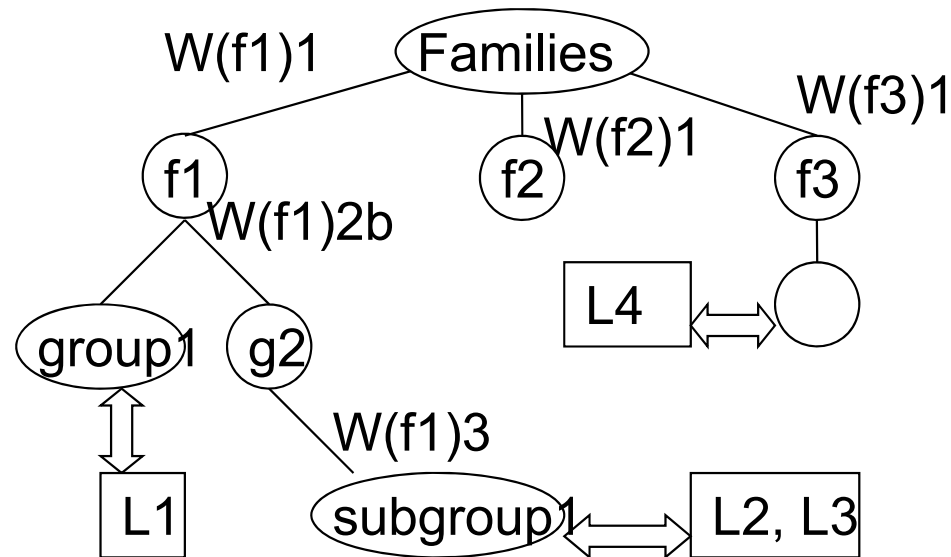 W(f1)1
Families
W(f3)1
W(f2)1
f1
f2
f3
W(f1)2b
L4
group1
g2
W(f1)3
L1
subgroup1
L2, L3